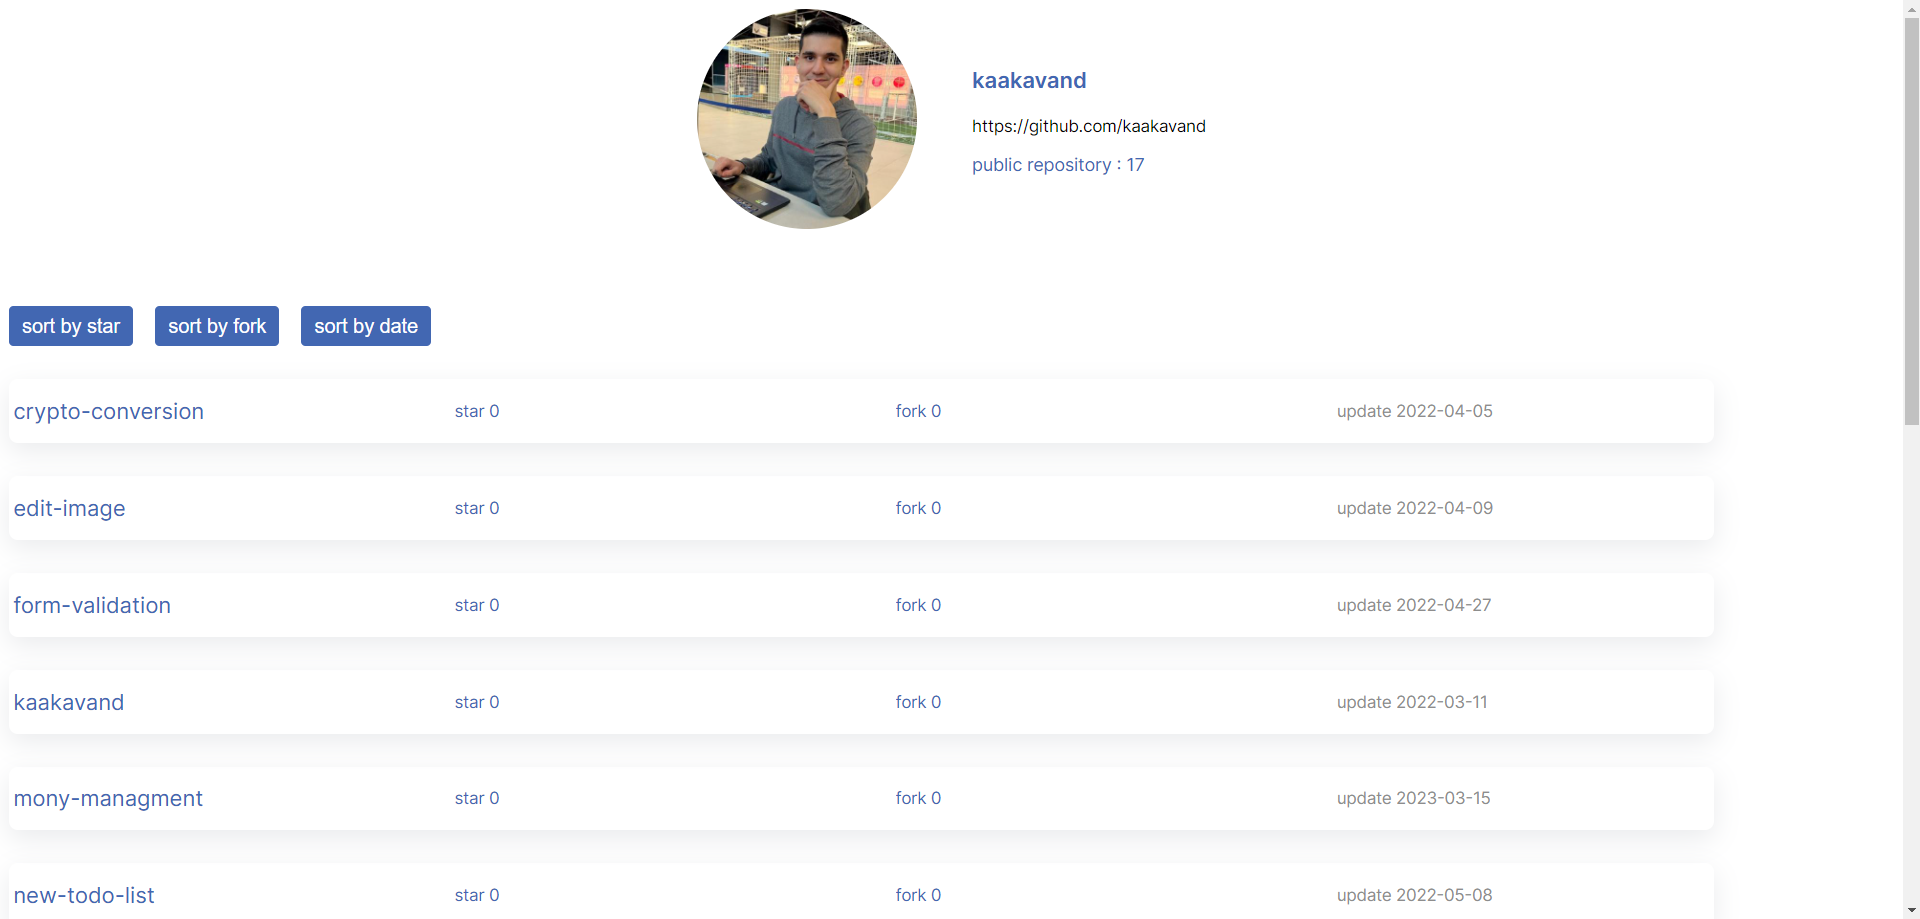 kaakavand
https://github.com/kaakavand
public repository : 17
sort by star sort by fork sort by date
crypto-conversion star 0 fork 0 update 2022-04-05
edit-image star 0 fork 0 update 2022-04-09
form-validation star 0 fork 0 update 2022-04-27
kaakavand star 0 fork 0 update 2022-03-11
mony-managment star 0 fork 0 update 2023-03-15
new-todo-list star 0 fork 0 update 2022-05-08